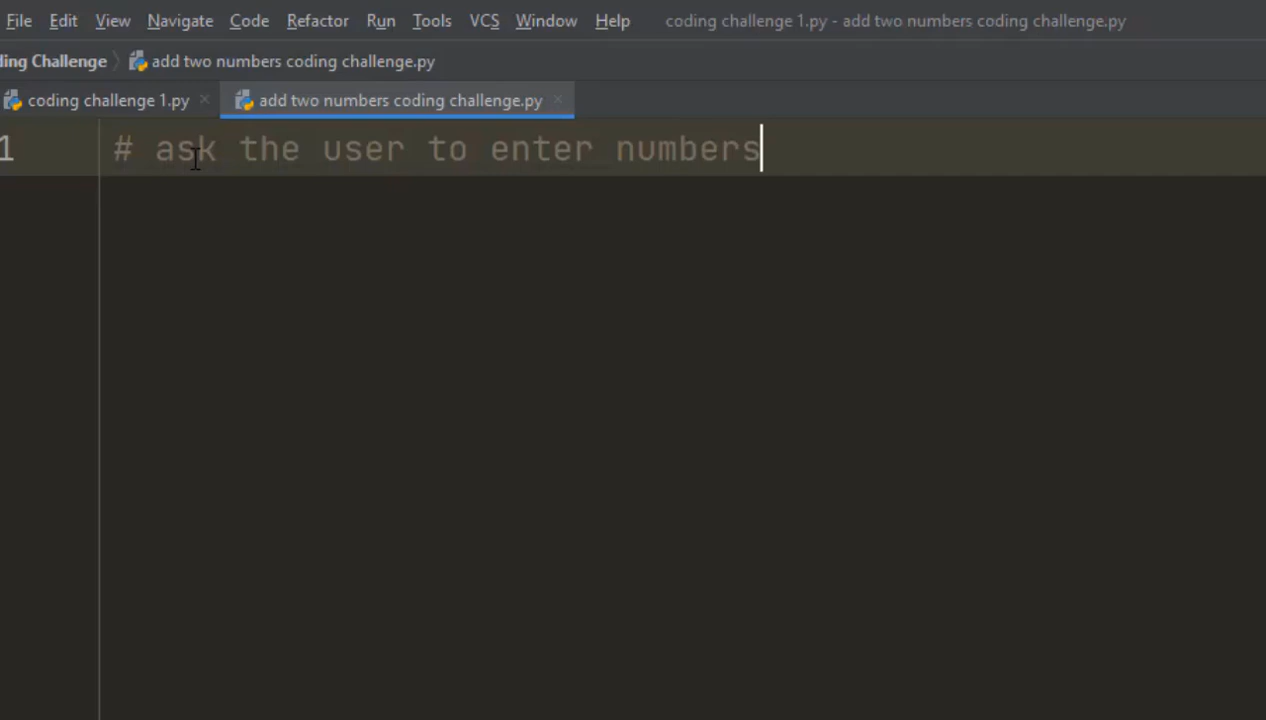 File Edit View Navigate Code Refactor Run Tools VCS Window Help coding challenge 1.py - add two numbers coding challenge.py
ding Challenge 〉 add two numbers coding challenge.py
coding challenge 1.py × add two numbers coding challenge.py ×
1 # ask the user to enter numbers